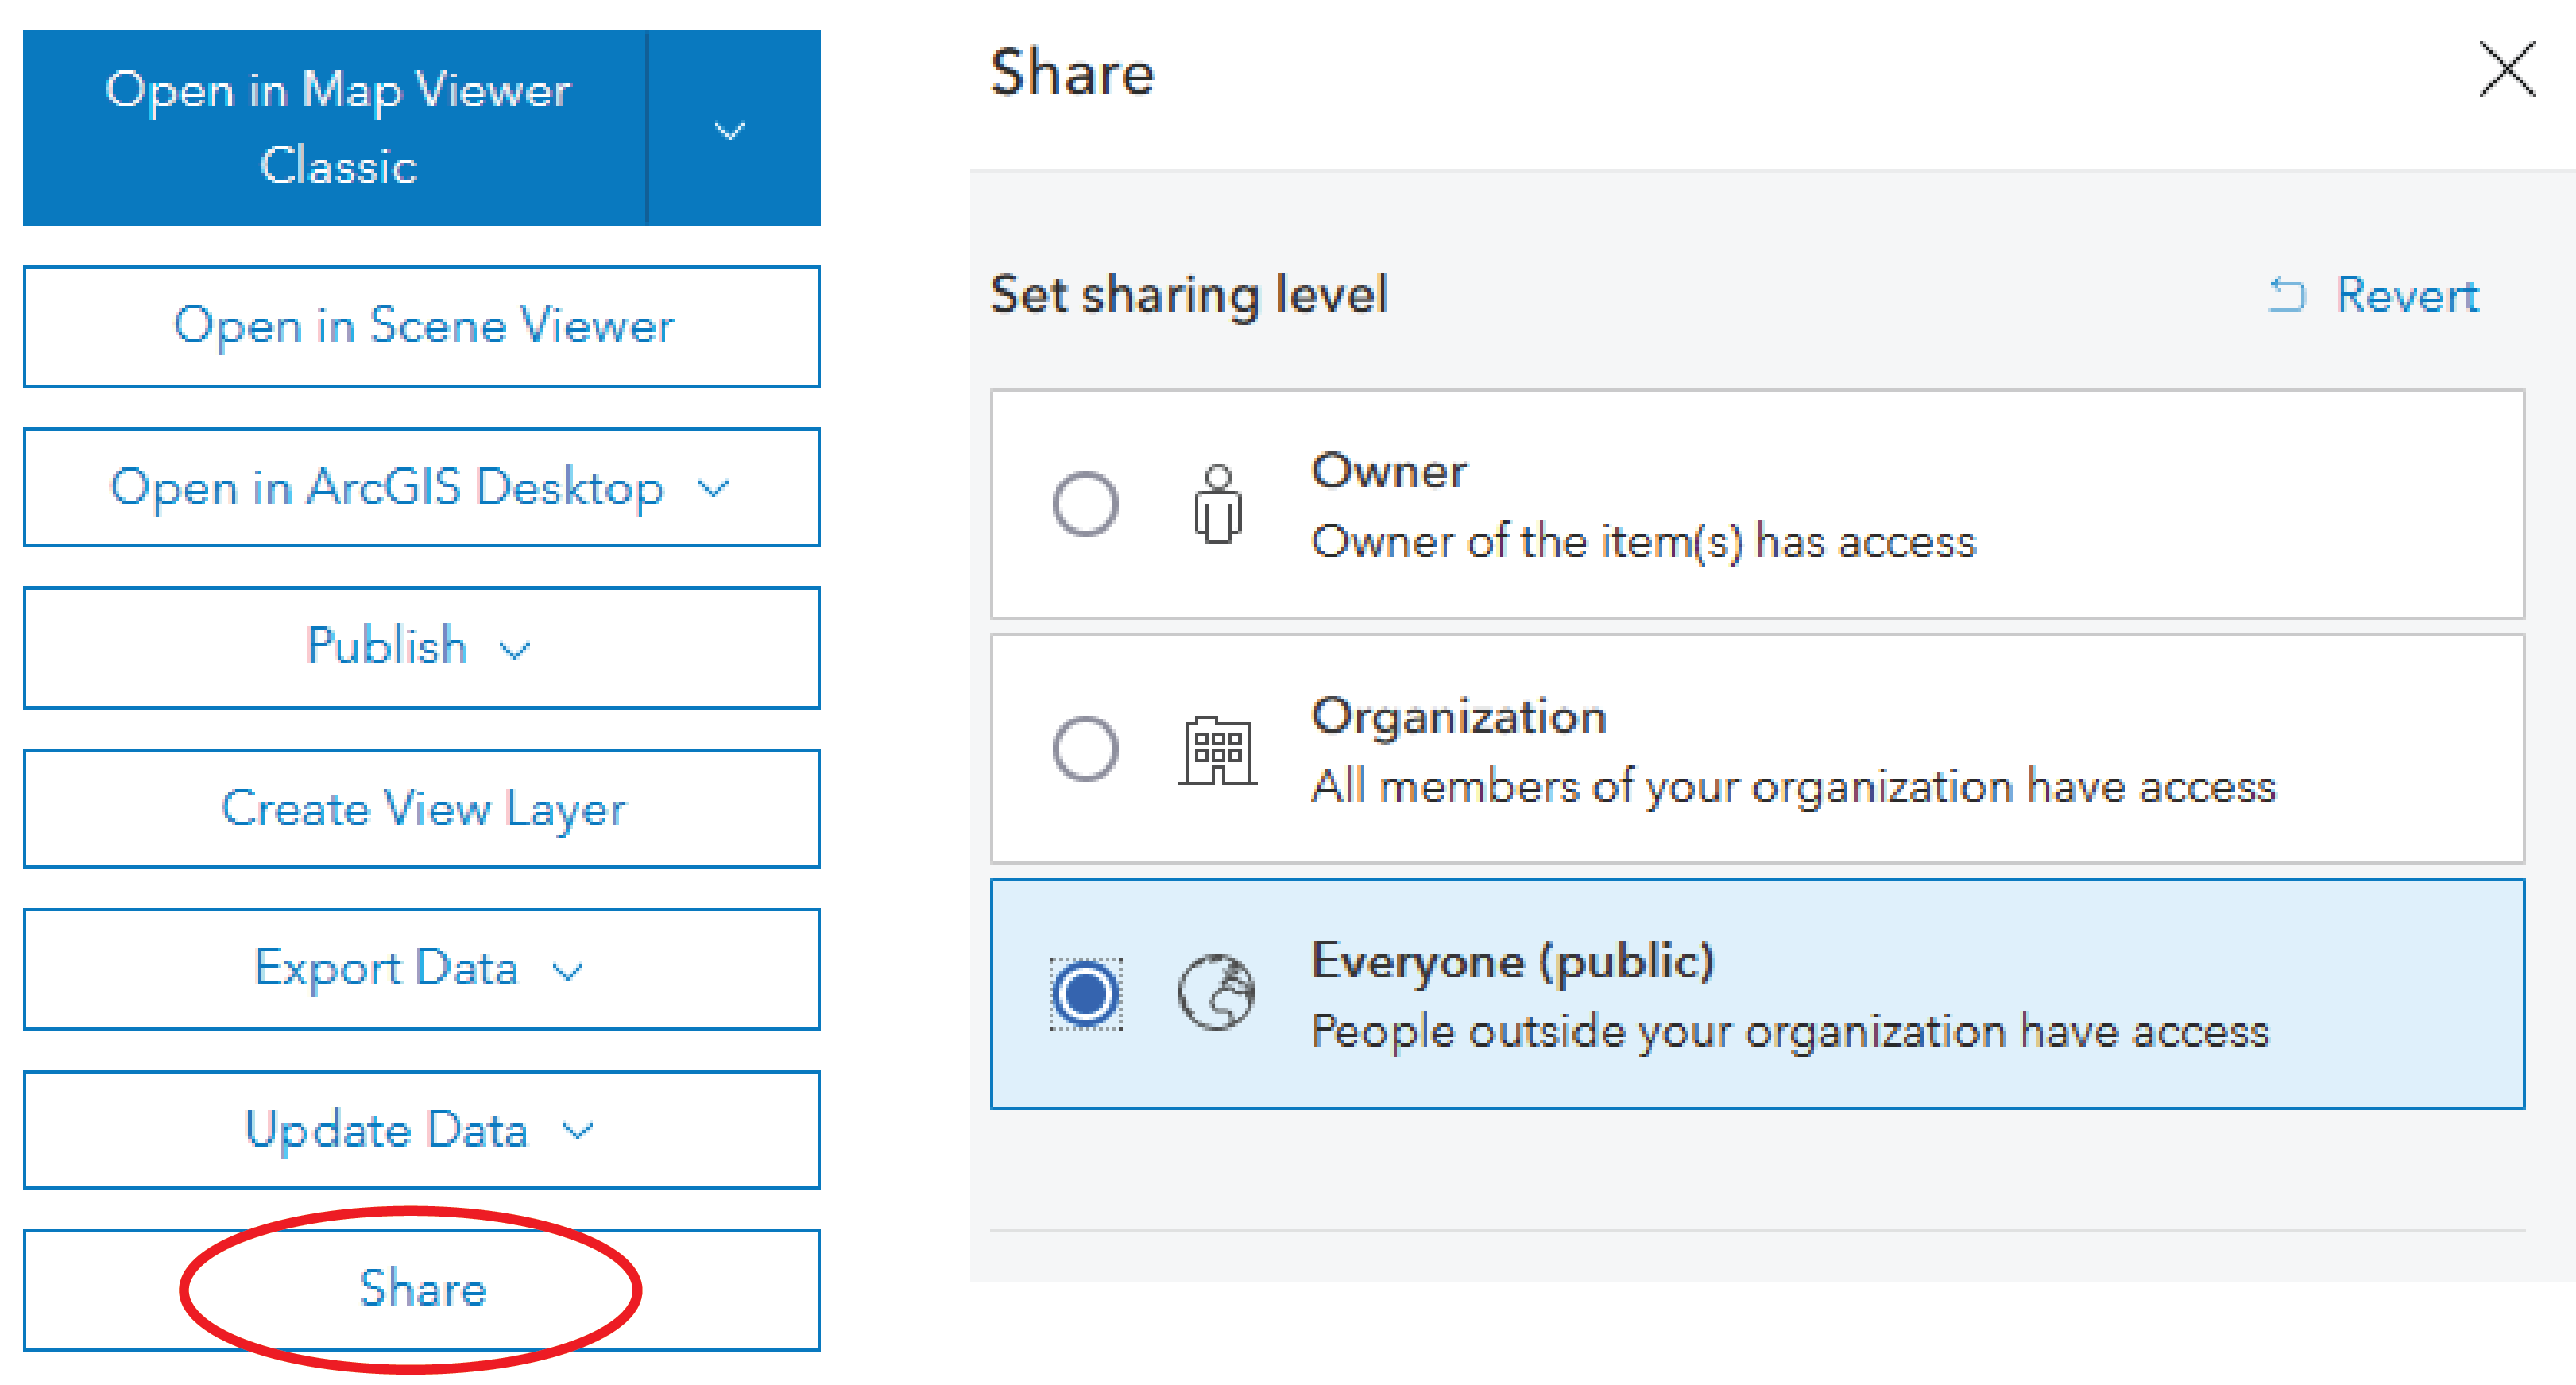 Open in Map Viewer
Classic
Open in Scene Viewer
Open in ArcGIS Desktop
Publish
Create View Layer
Export Data
Update Data
Share
Share
Set sharing level
Revert
Owner
Owner of the item(s) has access
Organization
All members of your organization have access
Everyone (public)
People outside your organization have access